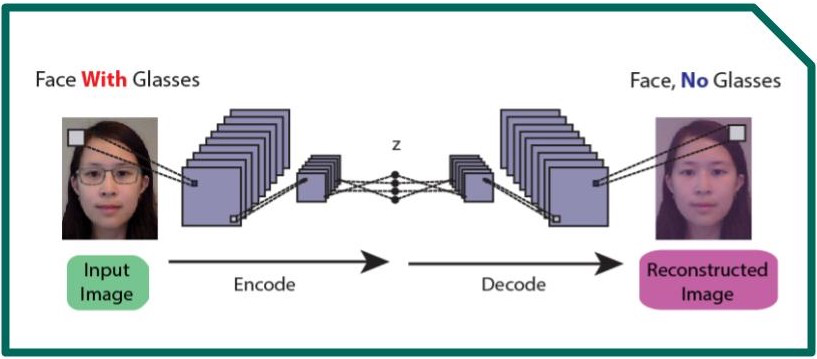 Face With Glasses
Face, No Glasses
z
Input
Image
Encode
Decode
Reconstructed
Image